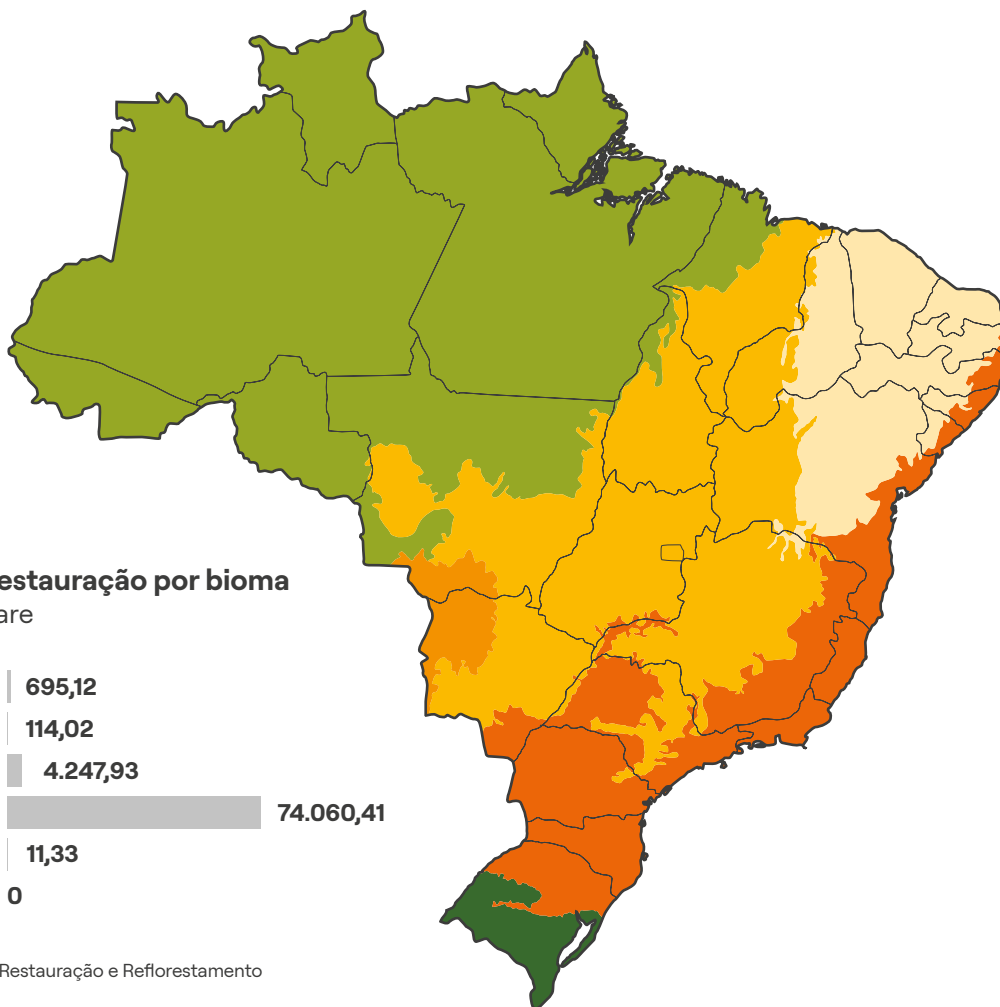 estauração por bioma
are
695,12
114,02
4.247,93
74.060,41
11,33
0
Restauração e Reflorestamento